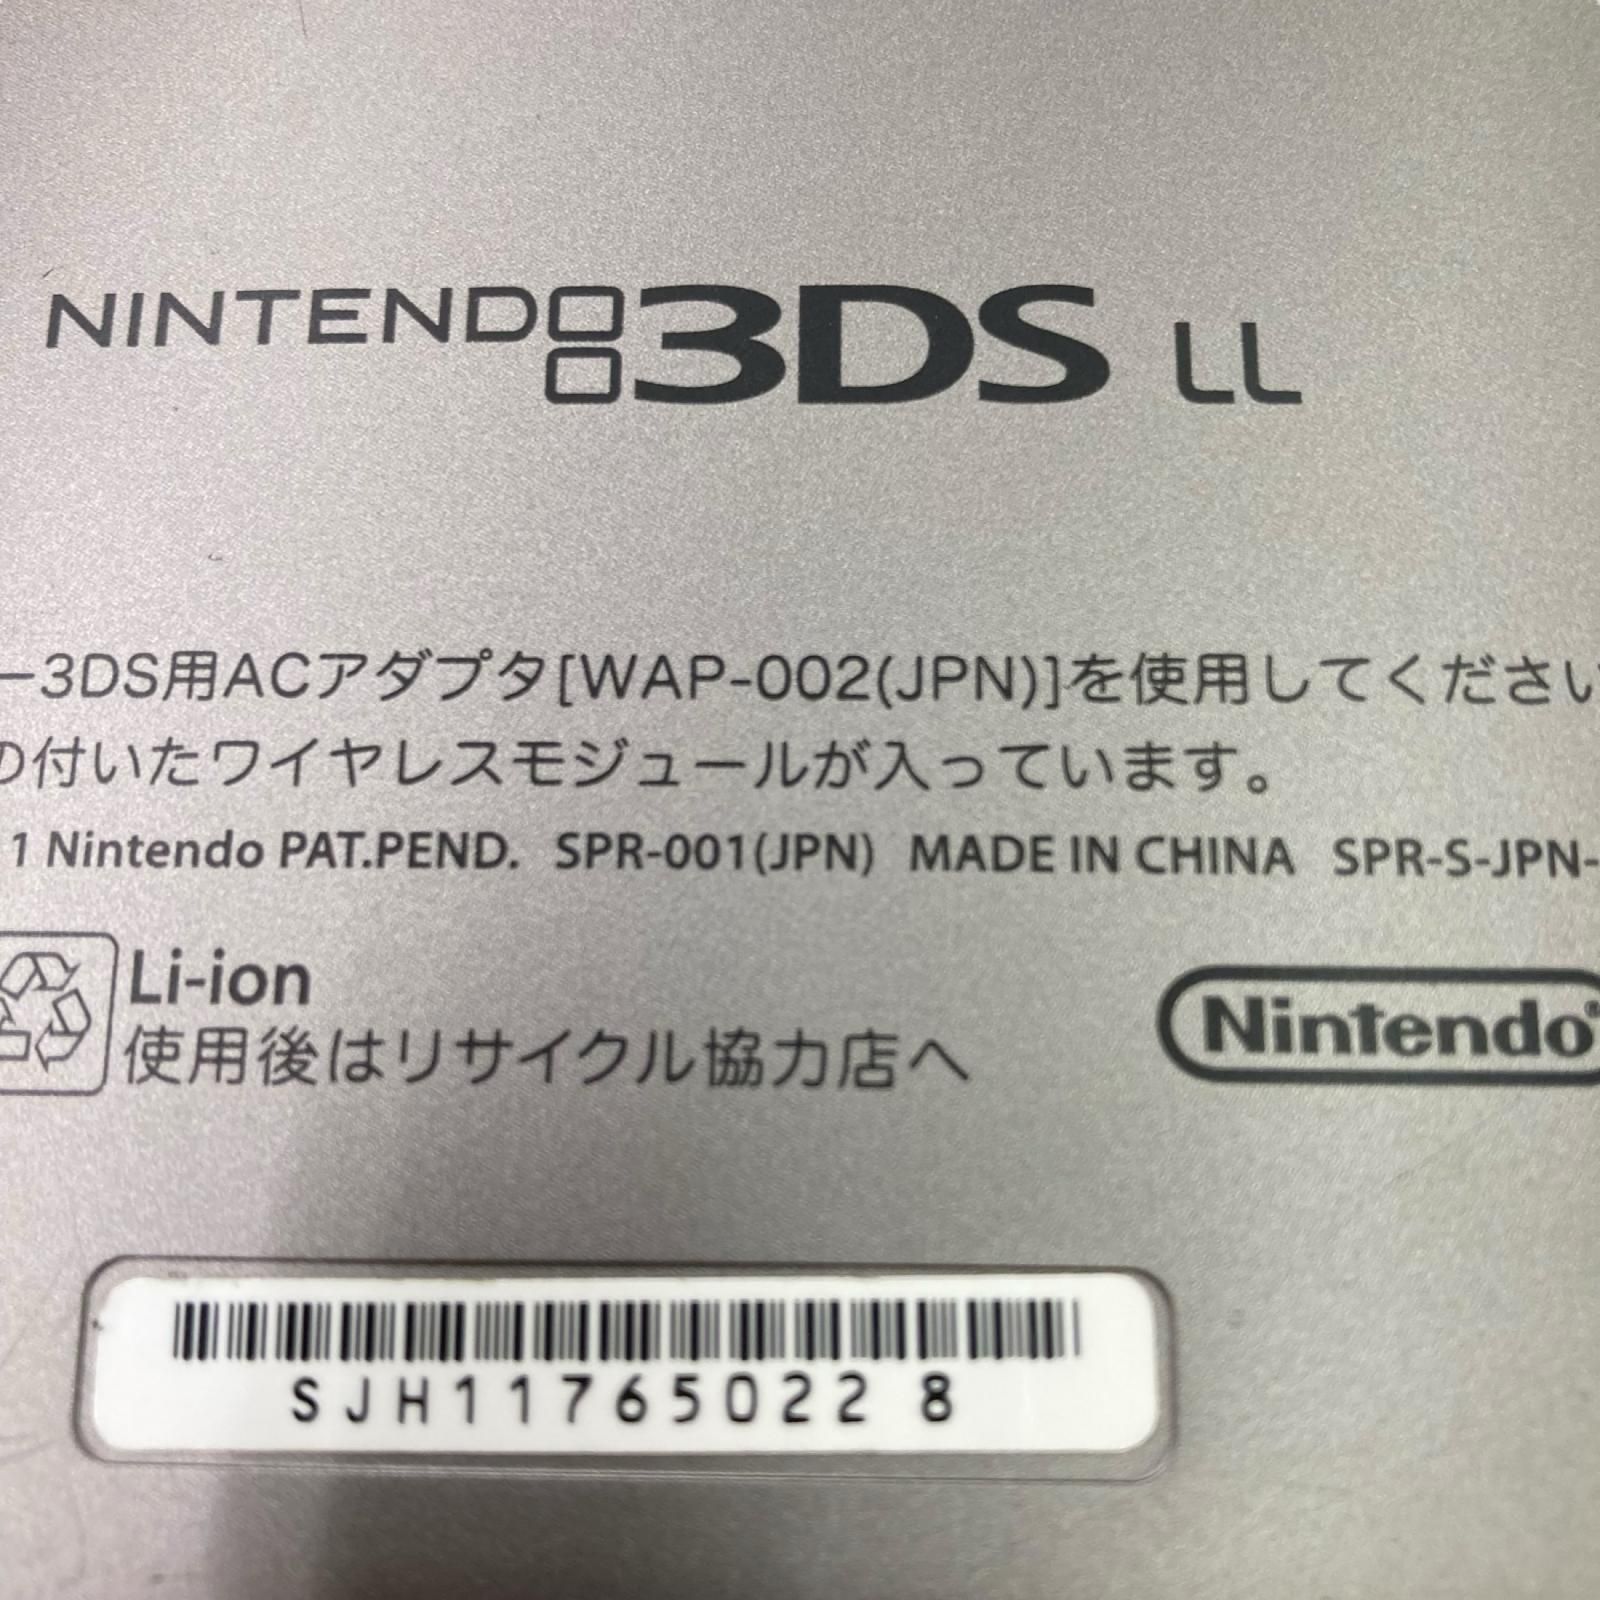 NINTENDO 3DS LL
ー3DS用ACアダプタ[WAP-002(JPN)]を使用してください
の付いたワイヤレスモジュールが入っています。
1 Nintendo PAT.PEND. SPR-001(JPN) MADE IN CHINA SPR-S-JPN-
Li-ion
使用後はリサイクル協力店へ
Nintendo
SJH11765022 8